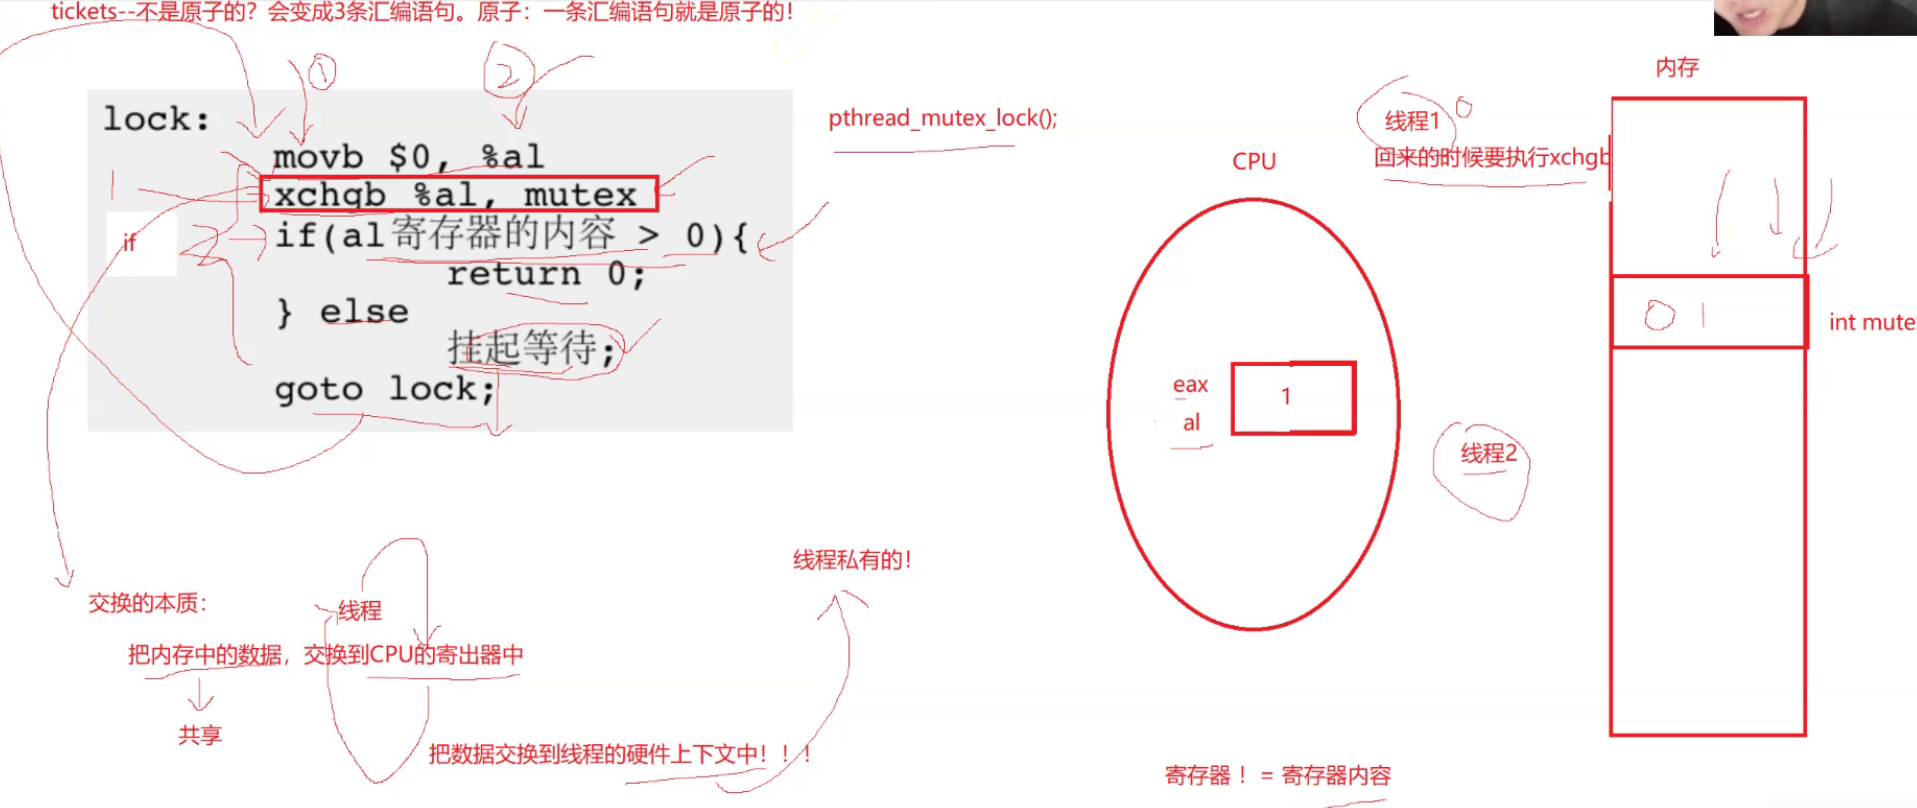 tickets--不是原子的？会变成3条汇编语句。原子：一条汇编语句就是原子的！
① ②
lock:
movb $0, %al
xchgb %al, mutex
if(al寄存器的内容 > 0){
return 0;
} else
挂起等待;
goto lock;
if
pthread_mutex_lock();
CPU
eax
al
1
线程1
0
回来的时候要执行xchgb
线程2
内存
0 1
int mute
线程私有的！
交换的本质：
线程
把内存中的数据，交换到CPU的寄出器中
共享
把数据交换到线程的硬件上下文中！！！
寄存器！= 寄存器内容